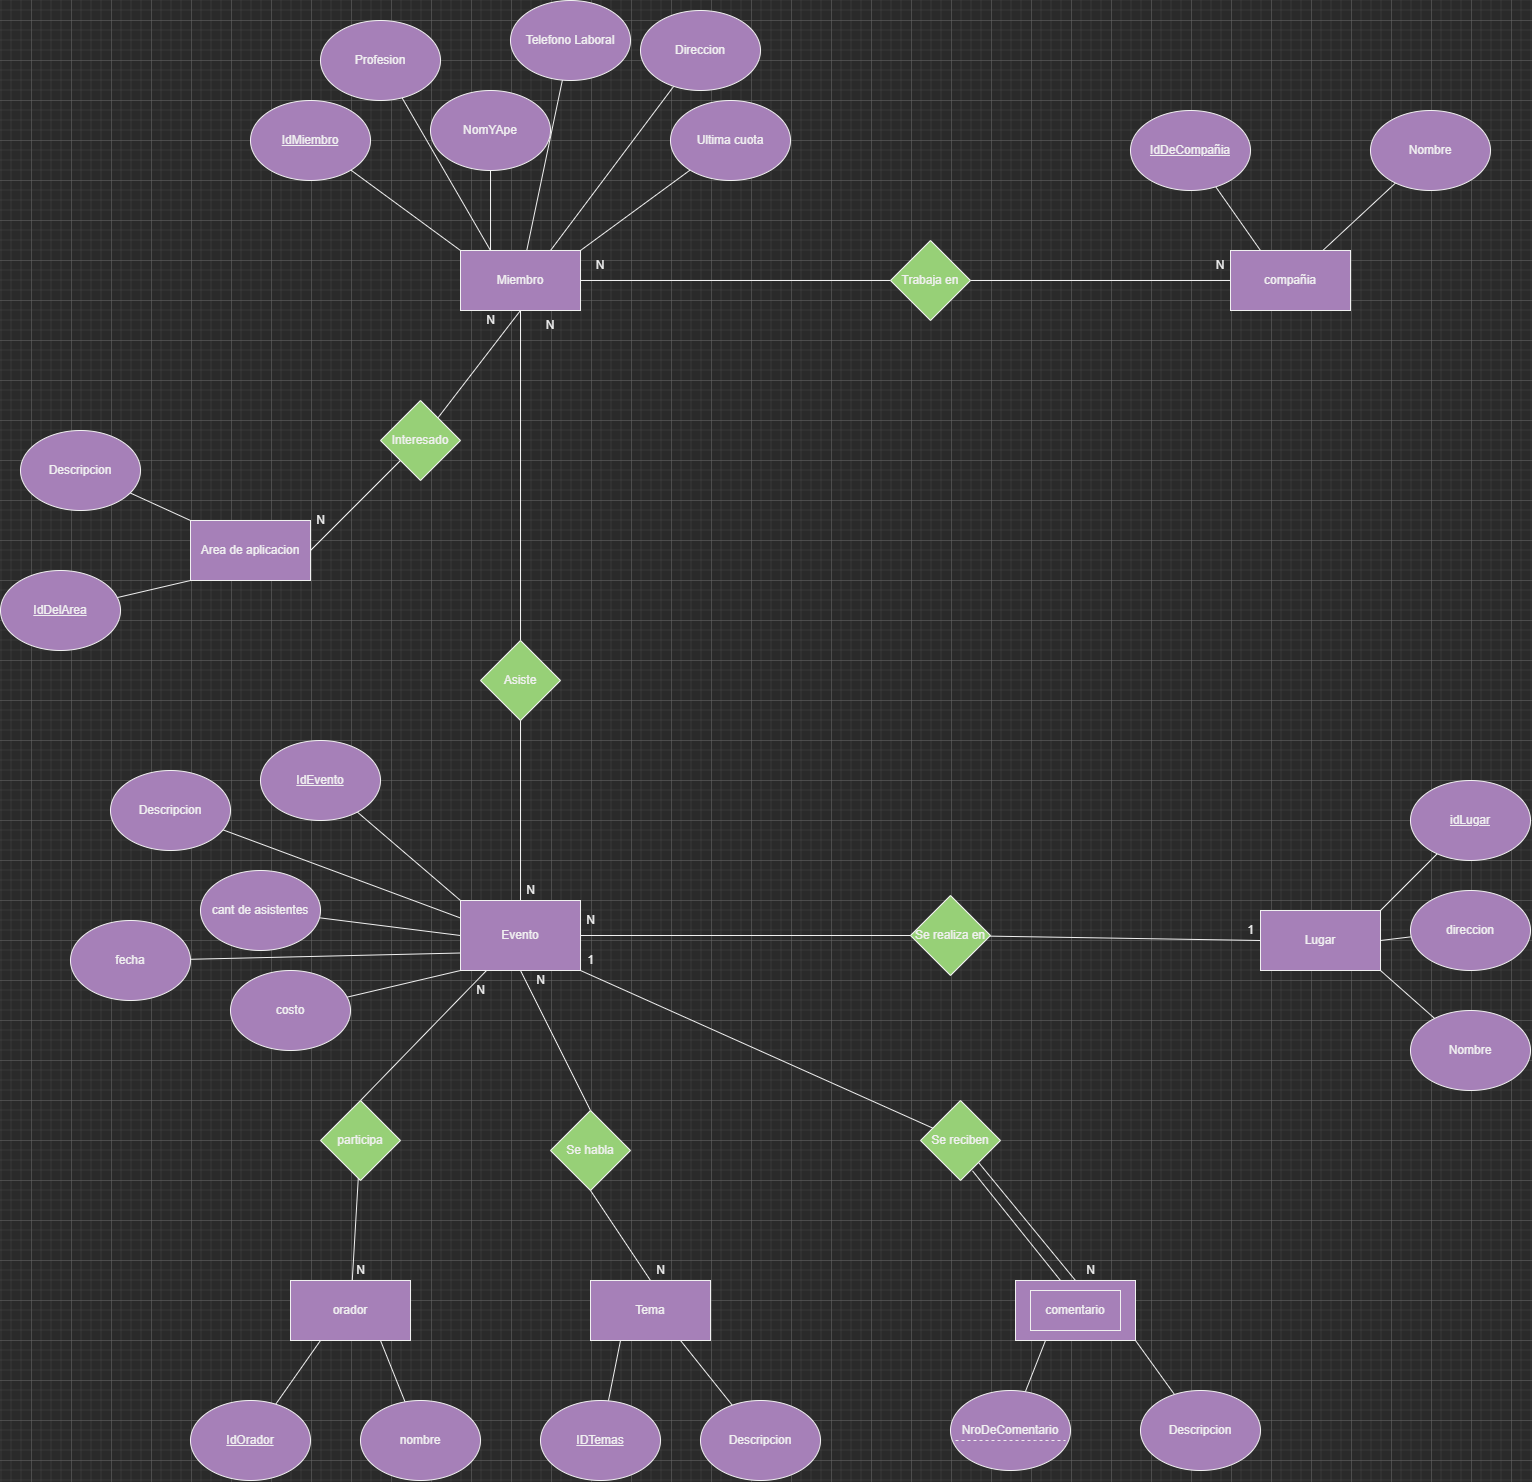 Telefono Laboral
Direccion
Profesion
NomYApe
IdMiembro
Ultima cuota
IdDeCompañia
Nombre
N
N
Miembro
Trabaja en
compañia
N
N
Interesado
Descripcion
N
Area de aplicacion
IdDelArea
Asiste
IdEvento
Descripcion
idLugar
N
cant de asistentes
N
Evento
Se realiza en
1
Lugar
direccion
fecha
1
N
N
costo
Nombre
participa
Se habla
Se reciben
N
N
N
orador
Tema
comentario
IdOrador
nombre
IDTemas
Descripcion
NroDeComentario
Descripcion